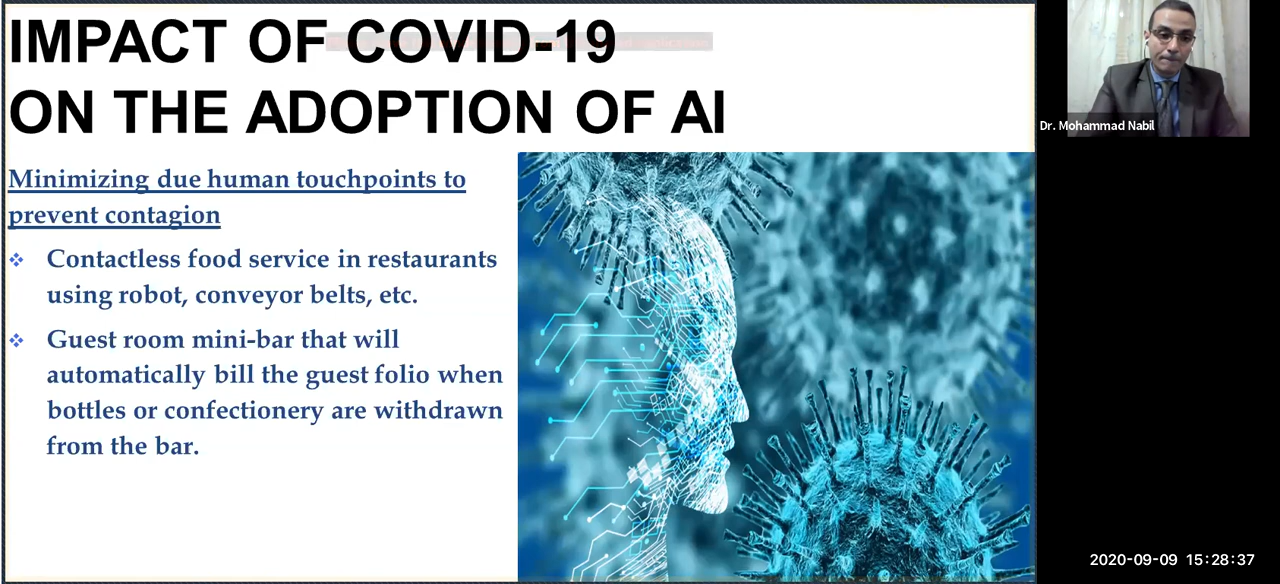 IMPACT OF COVID-19
ON THE ADOPTION OF AI
Minimizing due human touchpoints to
prevent contagion
❖ Contactless food service in restaurants
using robot, conveyor belts, etc.
❖ Guest room mini-bar that will
automatically bill the guest folio when
bottles or confectionery are withdrawn
from the bar.
Dr. Mohammad Nabil
2020-09-09 15:28:37